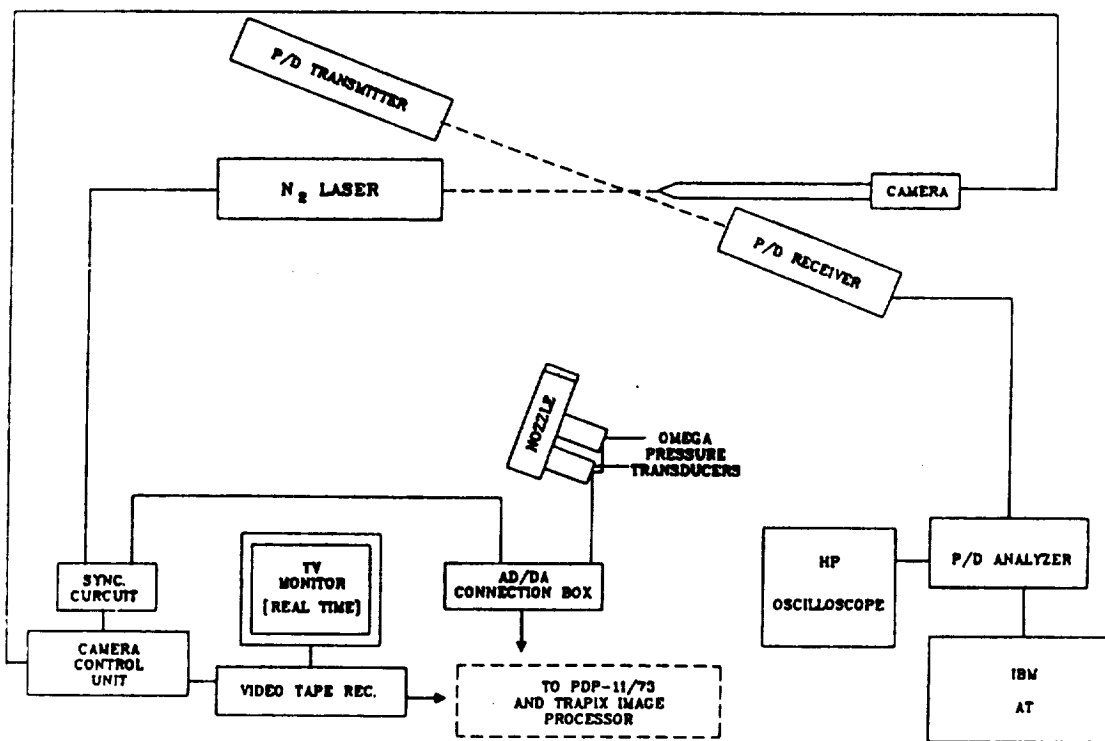 P/D TRANSMITTER
N₂ LASER
CAMERA
P/D RECEIVER
NOZZLE
OMEGA
PRESSURE
TRANSDUCERS
SYNC.
CURCUIT
TV
MONITOR
[REAL TIME]
AD/DA
CONNECTION BOX
HP
OSCILLOSCOPE
P/D ANALYZER
CAMERA
CONTROL
UNIT
VIDEO TAPE REC.
TO PDP-11/73
AND TRAPIX IMAGE
PROCESSOR
IBM
AT